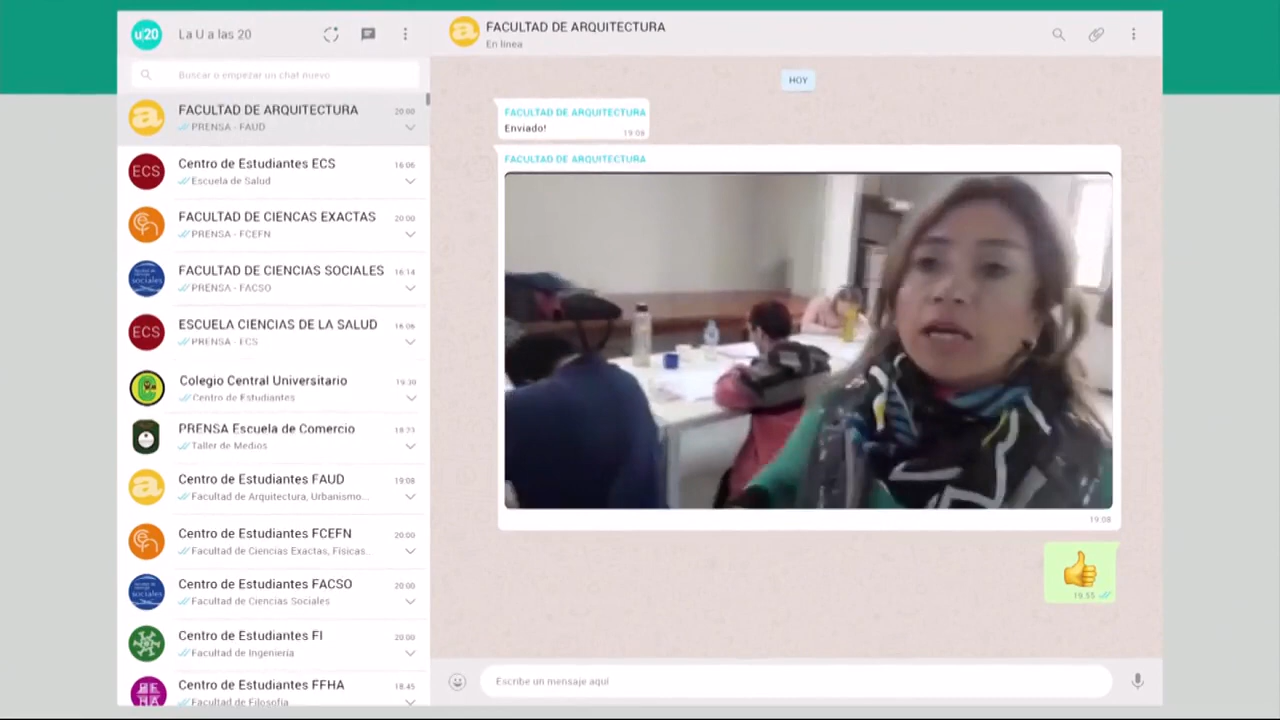 u|20
La U a las 20
Buscar o empezar un chat nuevo
FACULTAD DE ARQUITECTURA
20:00
PRENSA - FAUD
ECS
Centro de Estudiantes ECS
16:06
Escuela de Salud
FACULTAD DE CIENCAS EXACTAS
20:00
PRENSA - FCEFN
sociales
FACULTAD DE CIENCIAS SOCIALES
16:14
PRENSA - FACSO
ECS
ESCUELA CIENCIAS DE LA SALUD
16:06
PRENSA - ECS
Colegio Central Universitario
19:30
Centro de Estudiantes
PRENSA Escuela de Comercio
Taller de Medios
a
Centro de Estudiantes FAUD
19:08
Facultad de Arquitectura, Urbanismo...
Centro de Estudiantes FCEFN
20:00
Facultad de Ciencias Exactas, Físicas...
sociales
Centro de Estudiantes FACSO
20:00
Facultad de Ciencias Sociales
Centro de Estudiantes FI
20:00
Facultad de Ingeniería
Centro de Estudiantes FFHA
18:45
Facultad de Filosofía
a
FACULTAD DE ARQUITECTURA
En línea
HOY
FACULTAD DE ARQUITECTURA
Enviado!
19:08
FACULTAD DE ARQUITECTURA
19:08
19:55
Escribe un mensaje aquí